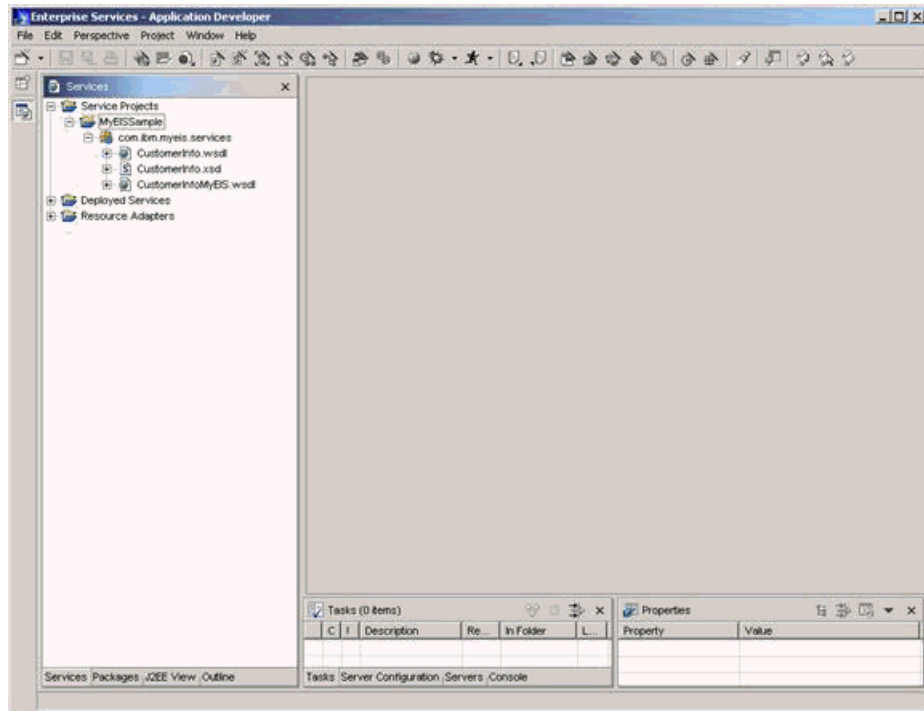 Enterprise Services - Application Developer
File Edit Perspective Project Window Help
Services
Service Projects
MyEISSample
com.ibm.myeis.services
CustomerInfo.wsdl
CustomerInfo.xsd
CustomerInfoMyEIS.wsdl
Deployed Services
Resource Adapters
Services Packages J2EE View Outline
Tasks (0 items)
C ! Description Re... In Folder L...
Tasks Server Configuration Servers Console
Properties
Property Value